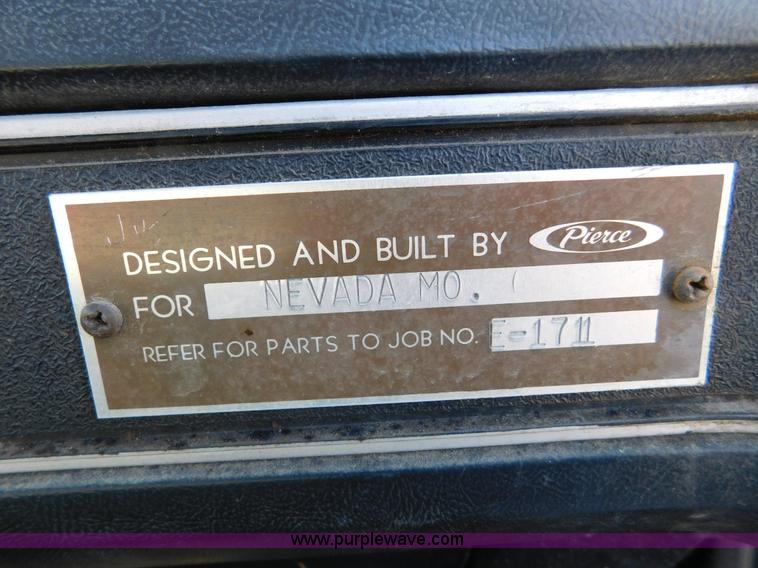 DESIGNED AND BUILT BY Pierce
FOR NEVADA MO.
REFER FOR PARTS TO JOB NO. E-1711
www.purplewave.com